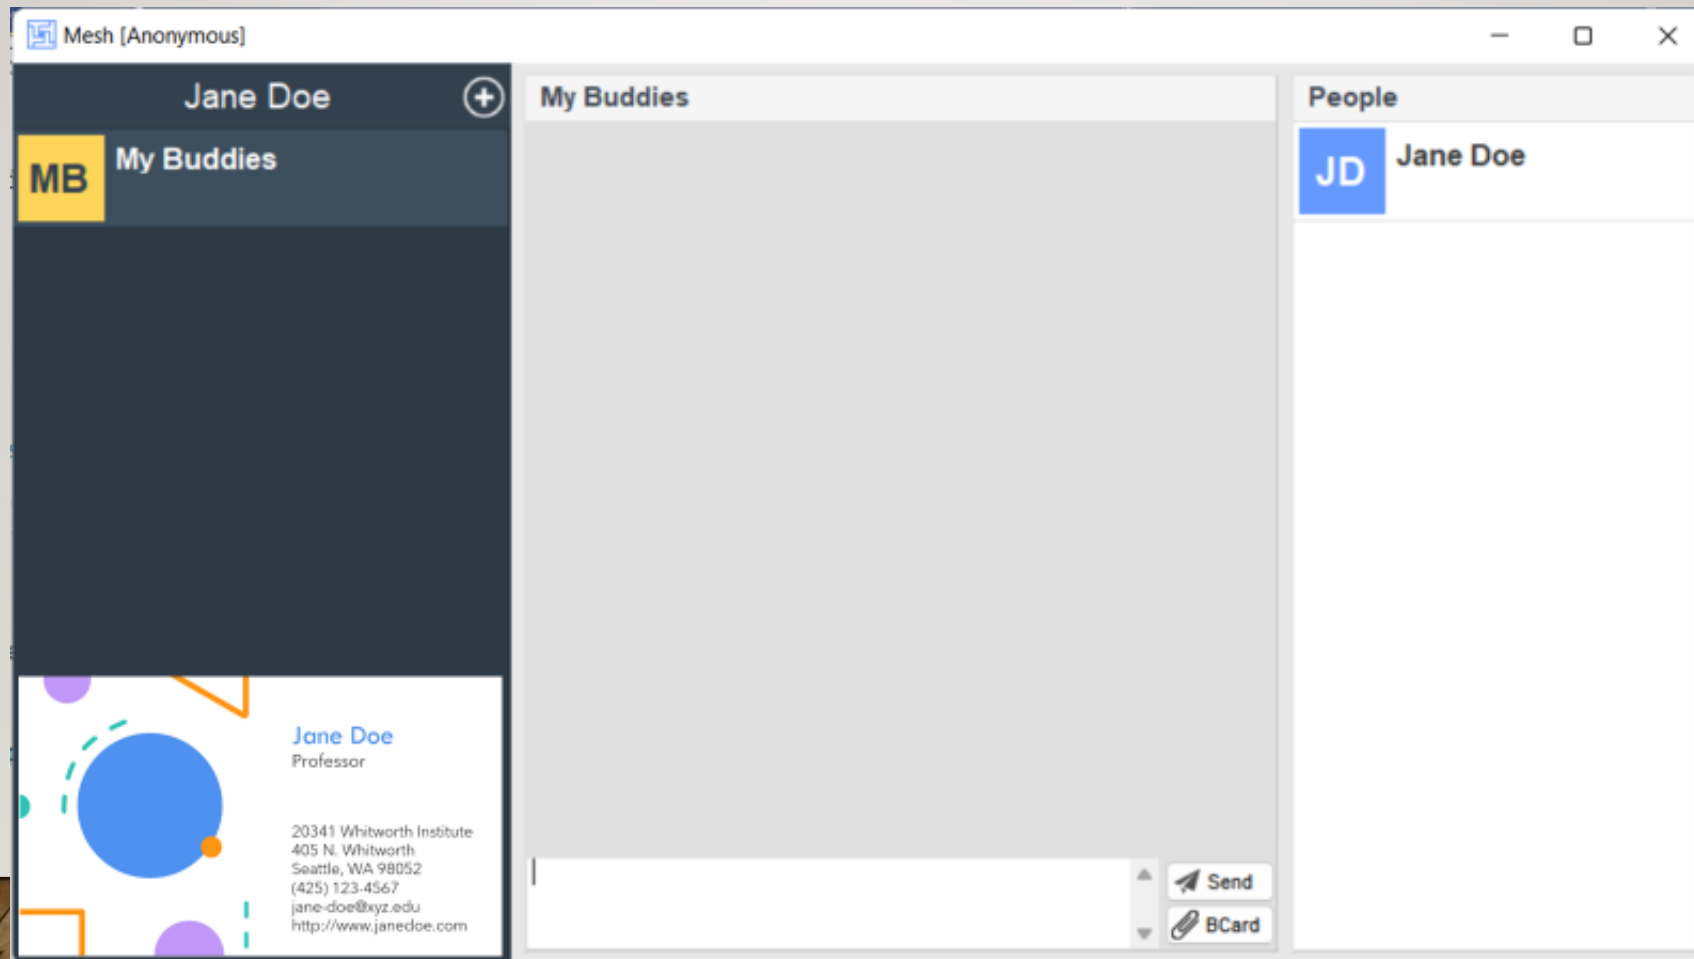 Mesh [Anonymous]
Jane Doe
MB
My Buddies
Jane Doe
Professor
20341 Whitworth Institute
405 N. Whitworth
Seattle, WA 98052
(425) 123-4567
jane-doe@xyz.edu
http://www.janedoe.com
My Buddies
Send
BCard
People
JD
Jane Doe